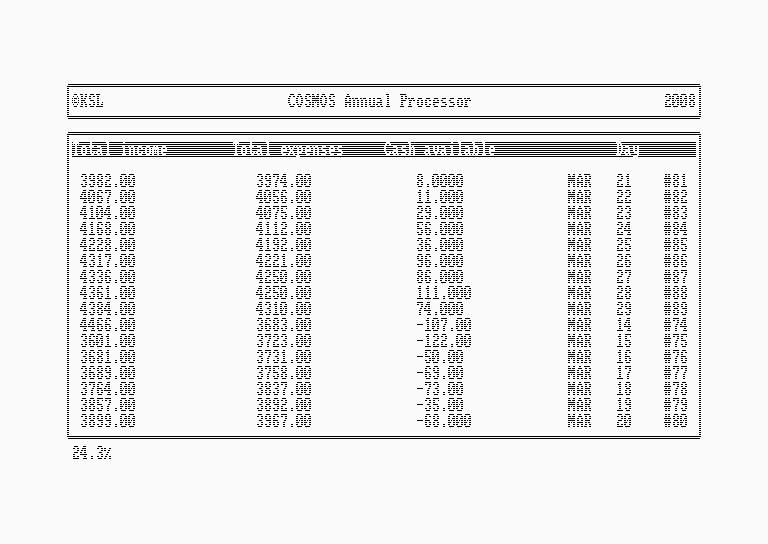 ©KSL COSMOS Annual Processor 2008
Total income Total expenses Cash available Day
3982.00 3974.00 8.0000 MAR 21 #81
4067.00 4056.00 11.000 MAR 22 #82
4104.00 4075.00 29.000 MAR 23 #83
4168.00 4112.00 56.000 MAR 24 #84
4228.00 4192.00 36.000 MAR 25 #85
4317.00 4221.00 96.000 MAR 26 #86
4336.00 4250.00 86.000 MAR 27 #87
4361.00 4250.00 111.000 MAR 28 #88
4384.00 4310.00 74.000 MAR 29 #89
4466.00 3683.00 -107.00 MAR 14 #74
3601.00 3723.00 -122.00 MAR 15 #75
3681.00 3731.00 -50.00 MAR 16 #76
3689.00 3758.00 -69.00 MAR 17 #77
3764.00 3837.00 -73.00 MAR 18 #78
3857.00 3892.00 -35.00 MAR 19 #79
3899.00 3967.00 -68.000 MAR 20 #80
24.3%